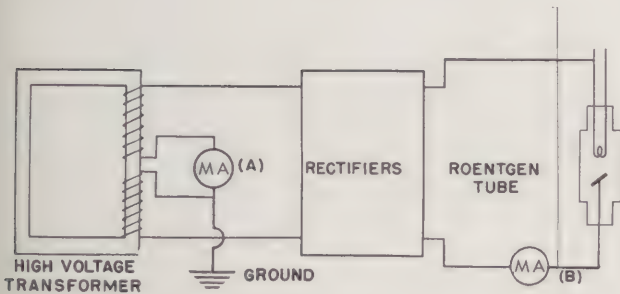 MA (A)
RECTIFIERS
ROENTGEN
TUBE
MA (B)
HIGH VOLTAGE
TRANSFORMER
GROUND